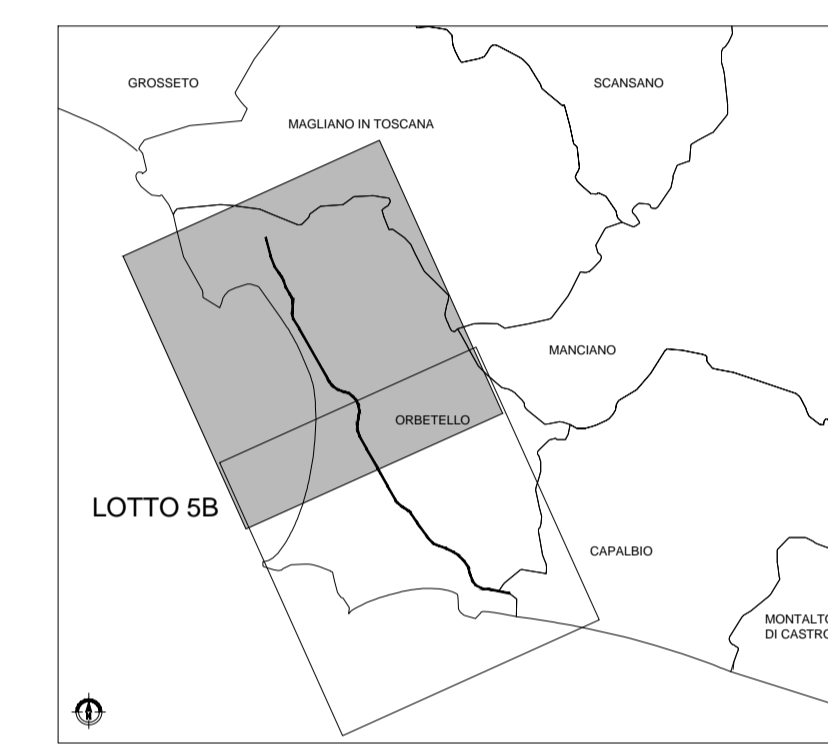 GROSSETO
SCANSANO
MAGLIANO IN TOSCANA
MANCIANO
ORBETELLO
LOTTO 5B
CAPALBIO
MONTALTO
DI CASTRO